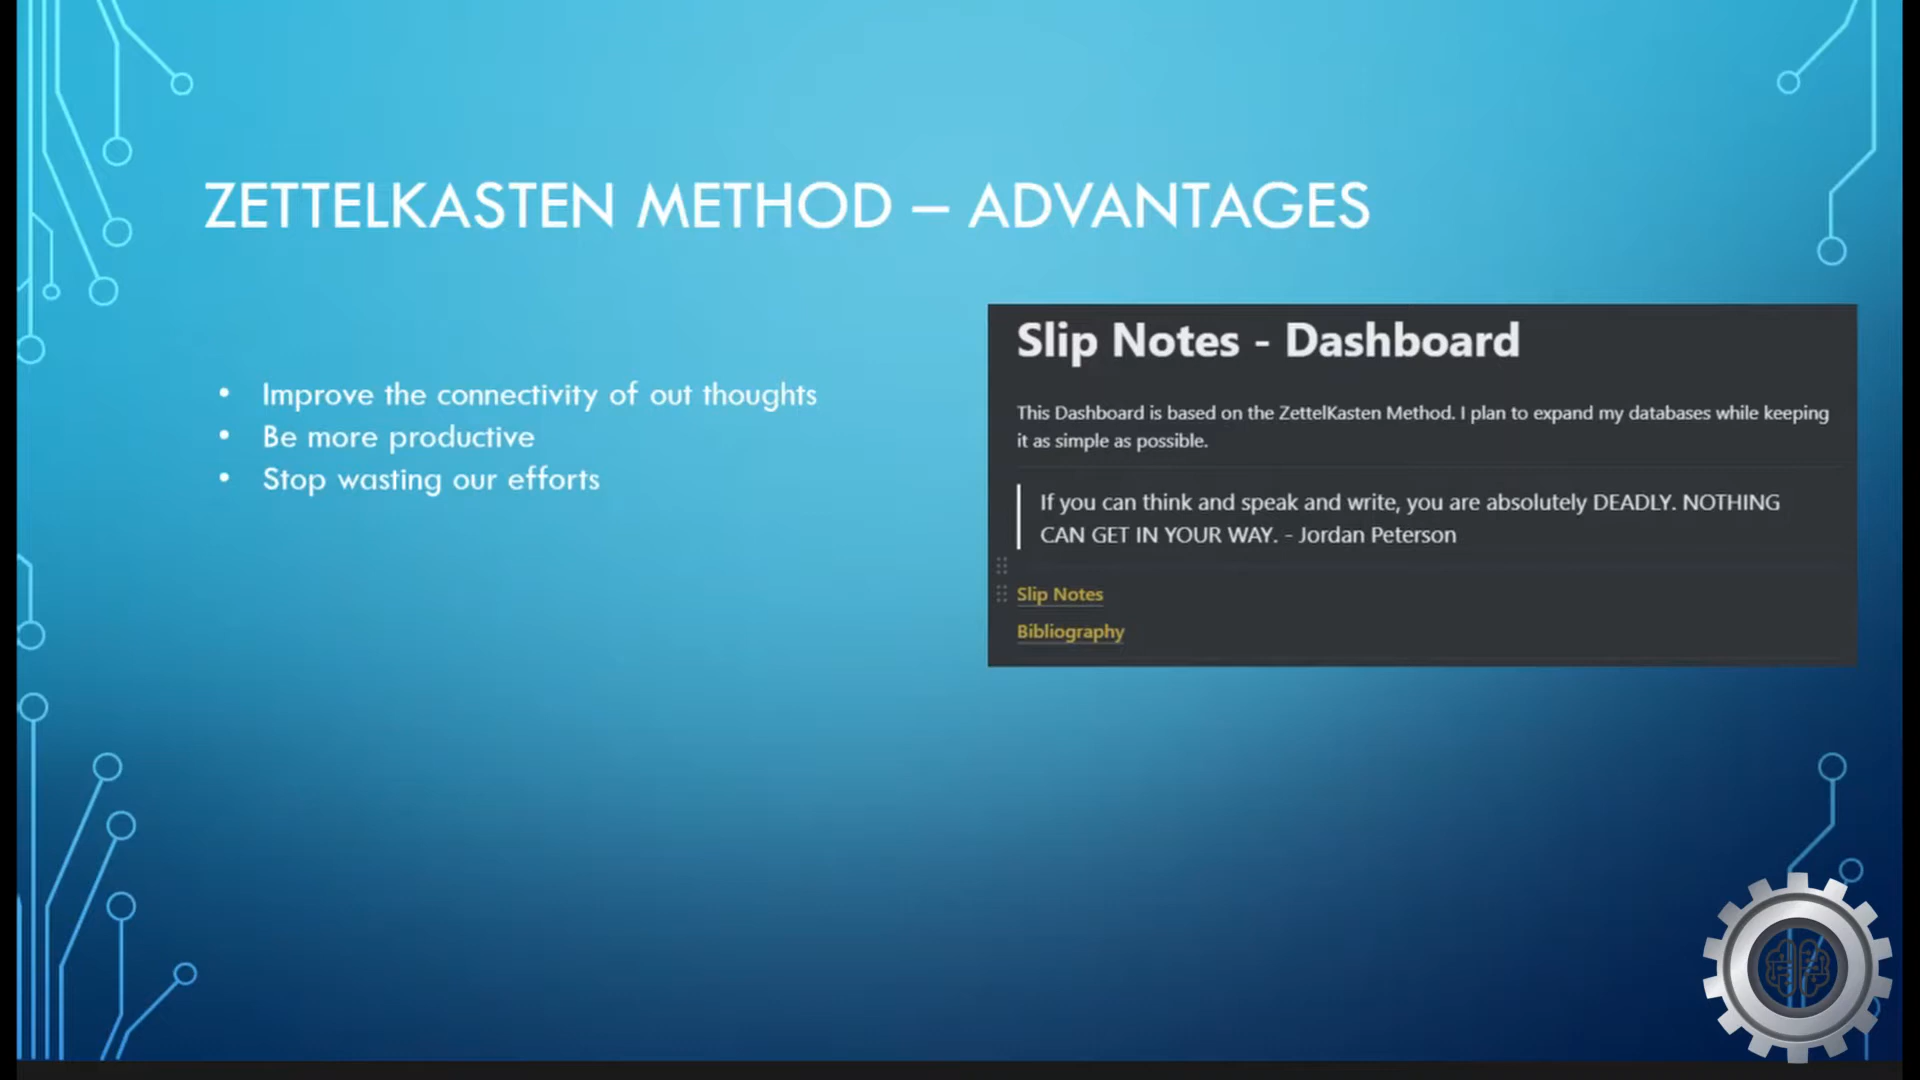 ZETTELKASTEN METHOD – ADVANTAGES
• Improve the connectivity of out thoughts
• Be more productive
• Stop wasting our efforts
Slip Notes - Dashboard
This Dashboard is based on the ZettelKasten Method. I plan to expand my databases while keeping
it as simple as possible.
If you can think and speak and write, you are absolutely DEADLY. NOTHING
CAN GET IN YOUR WAY. - Jordan Peterson
Slip Notes
Bibliography